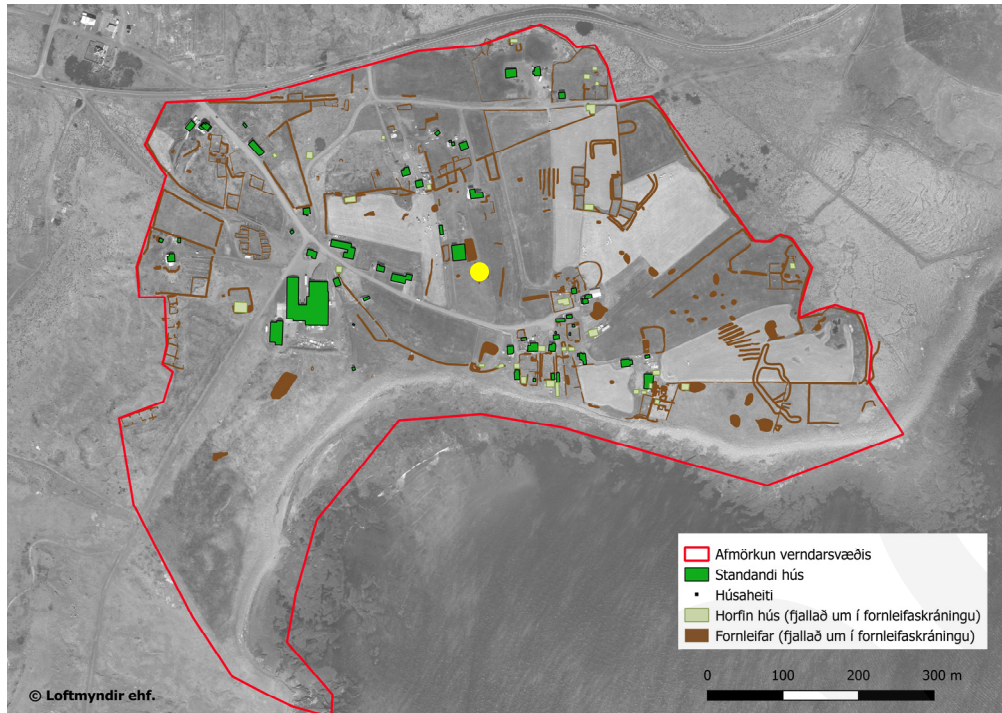 Afmörkun verndarsvæðis
Standandi hús
Húsaheiti
Horfin hús (fjallað um í fornleifaskráningu)
Fornleifar (fjallað um í fornleifaskráningu)
0 100 200 300 m
© Loftmyndir ehf.